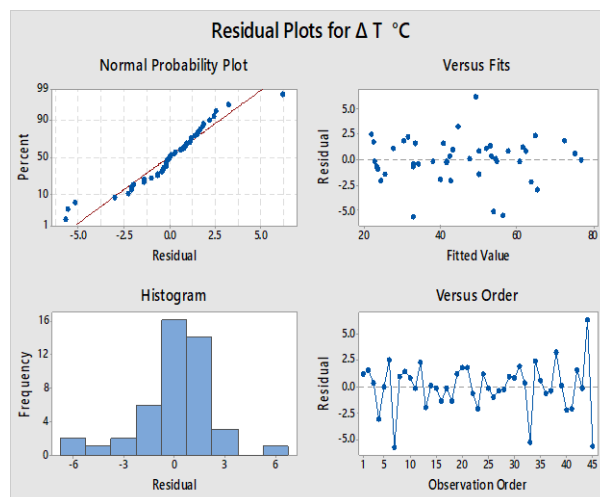 Residual Plots for Δ T °C
Normal Probability Plot
99
90
50
10
1
Percent
-5.0 -2.5 0.0 2.5 5.0
Residual
Versus Fits
5.0
2.5
0.0
-2.5
-5.0
Residual
20 40 60 80
Fitted Value
Histogram
16
12
8
4
0
Frequency
-6 -3 0 3 6
Residual
Versus Order
5.0
2.5
0.0
-2.5
-5.0
Residual
1 5 10 15 20 25 30 35 40 45
Observation Order